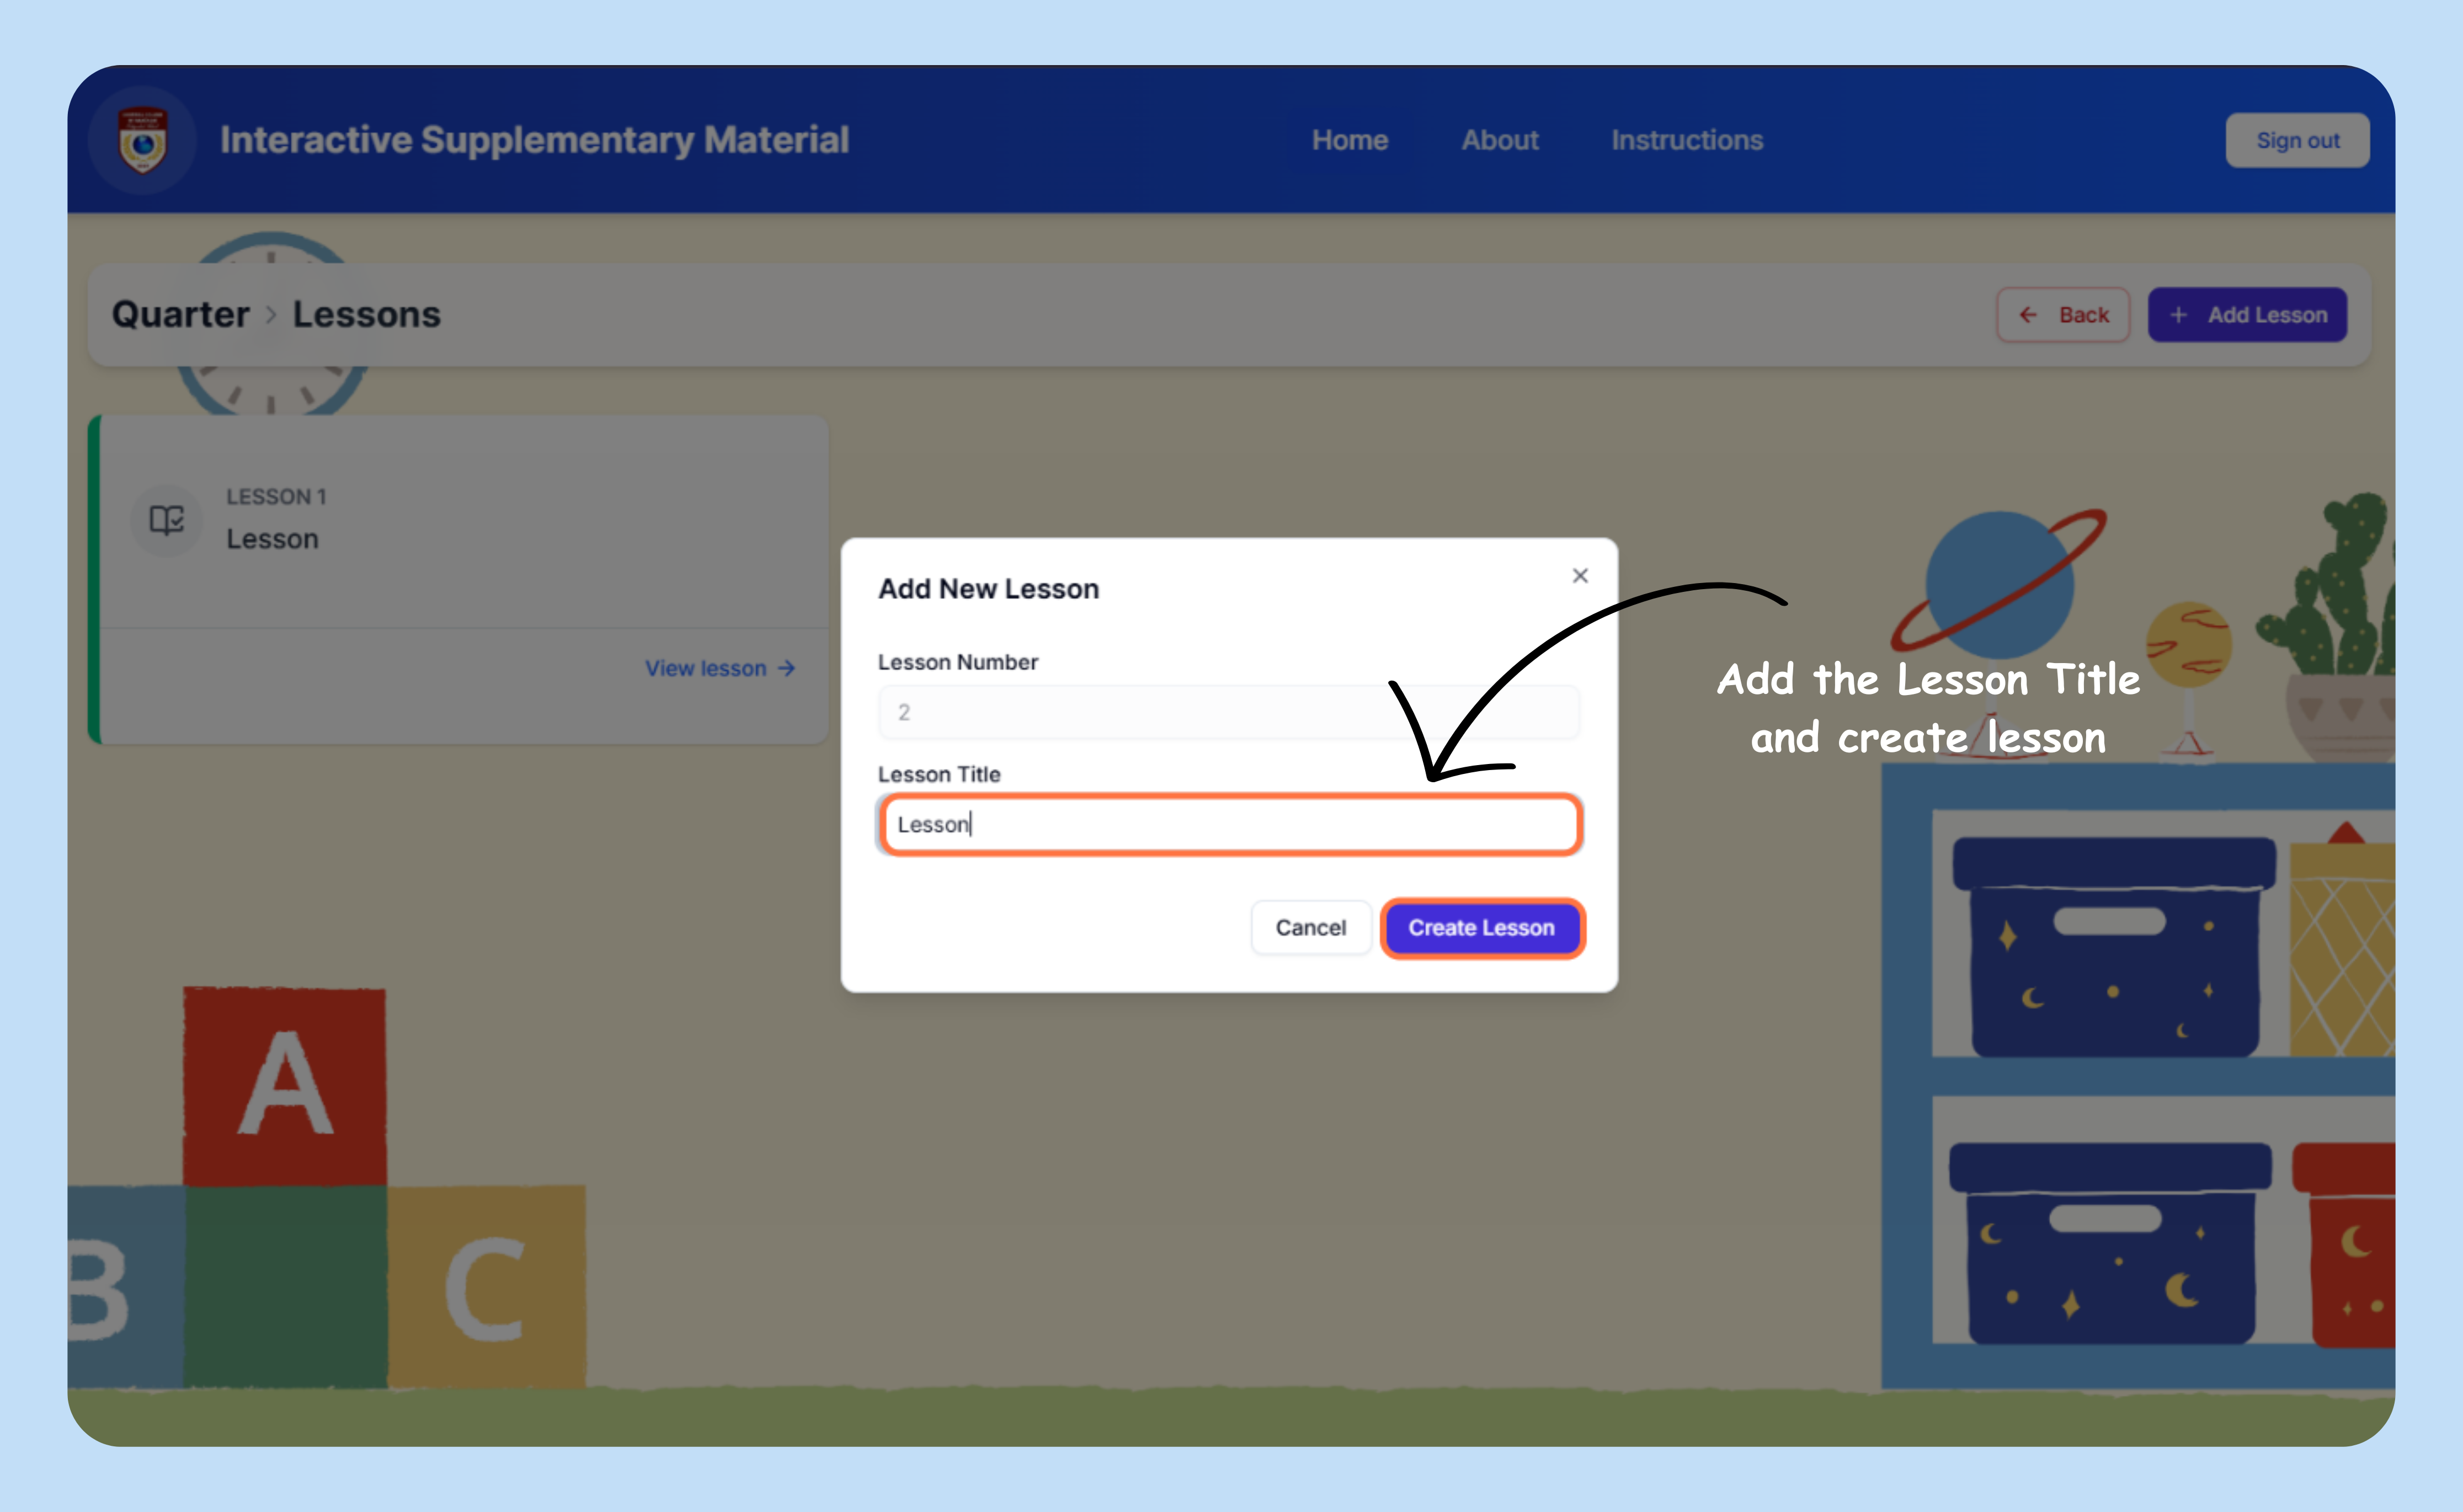 Interactive Supplementary Material
Home About Instructions
Sign out
Quarter > Lessons
Back
+ Add Lesson
LESSON 1
Lesson
View lesson →
Add New Lesson
Lesson Number
2
Lesson Title
Lesson
Cancel
Create Lesson
Add the Lesson Title
and create lesson
A
B
C